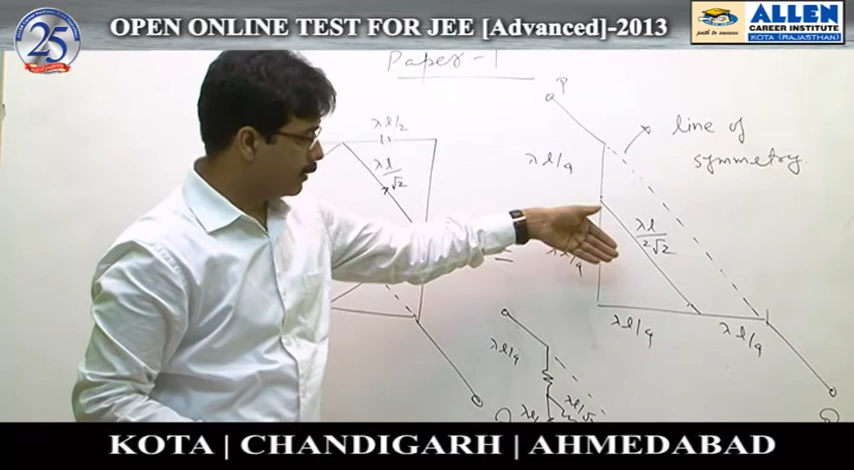 25
OPEN ONLINE TEST FOR JEE [Advanced]-2013
path to success
ALLEN
CAREER INSTITUTE
KOTA (RAJASTHAN)
Paper-1
P
λl/2
λl/√2
line of
symmetry
λl/4
λl/2√2
λl/4
λl/4
λl/4
λl/4
KOTA | CHANDIGARH | AHMEDABAD